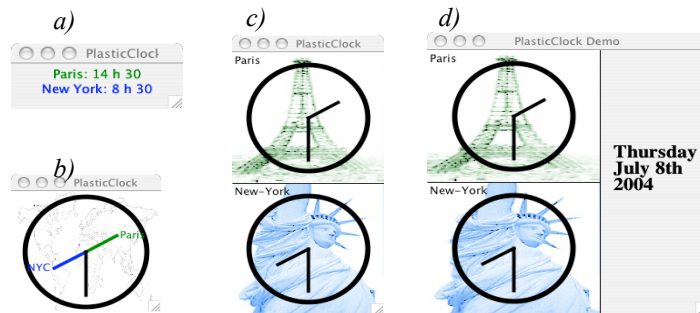 a)
PlasticClock
Paris: 14 h 30
New York: 8 h 30
b)
PlasticClock
Paris
NYC
c)
PlasticClock
Paris
New-York
d)
PlasticClock Demo
Paris
New-York
Thursday
July 8th
2004